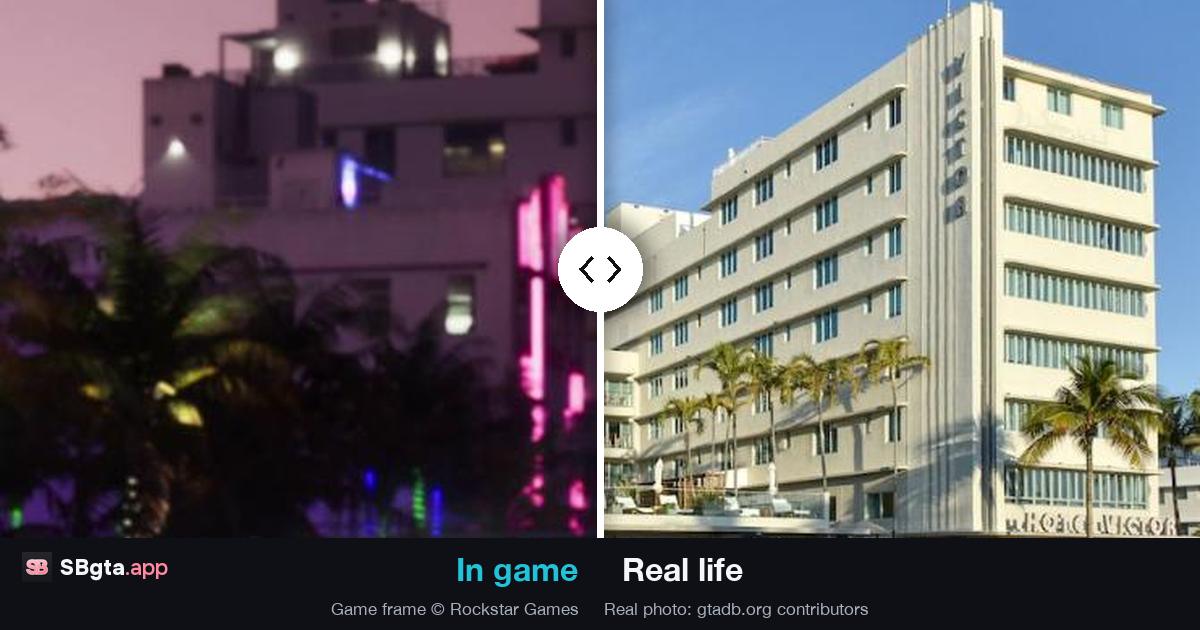 VICTOR
HOTEL VICTOR
SBgta.app
In game
Real life
Game frame © Rockstar Games
Real photo: gtadb.org contributors